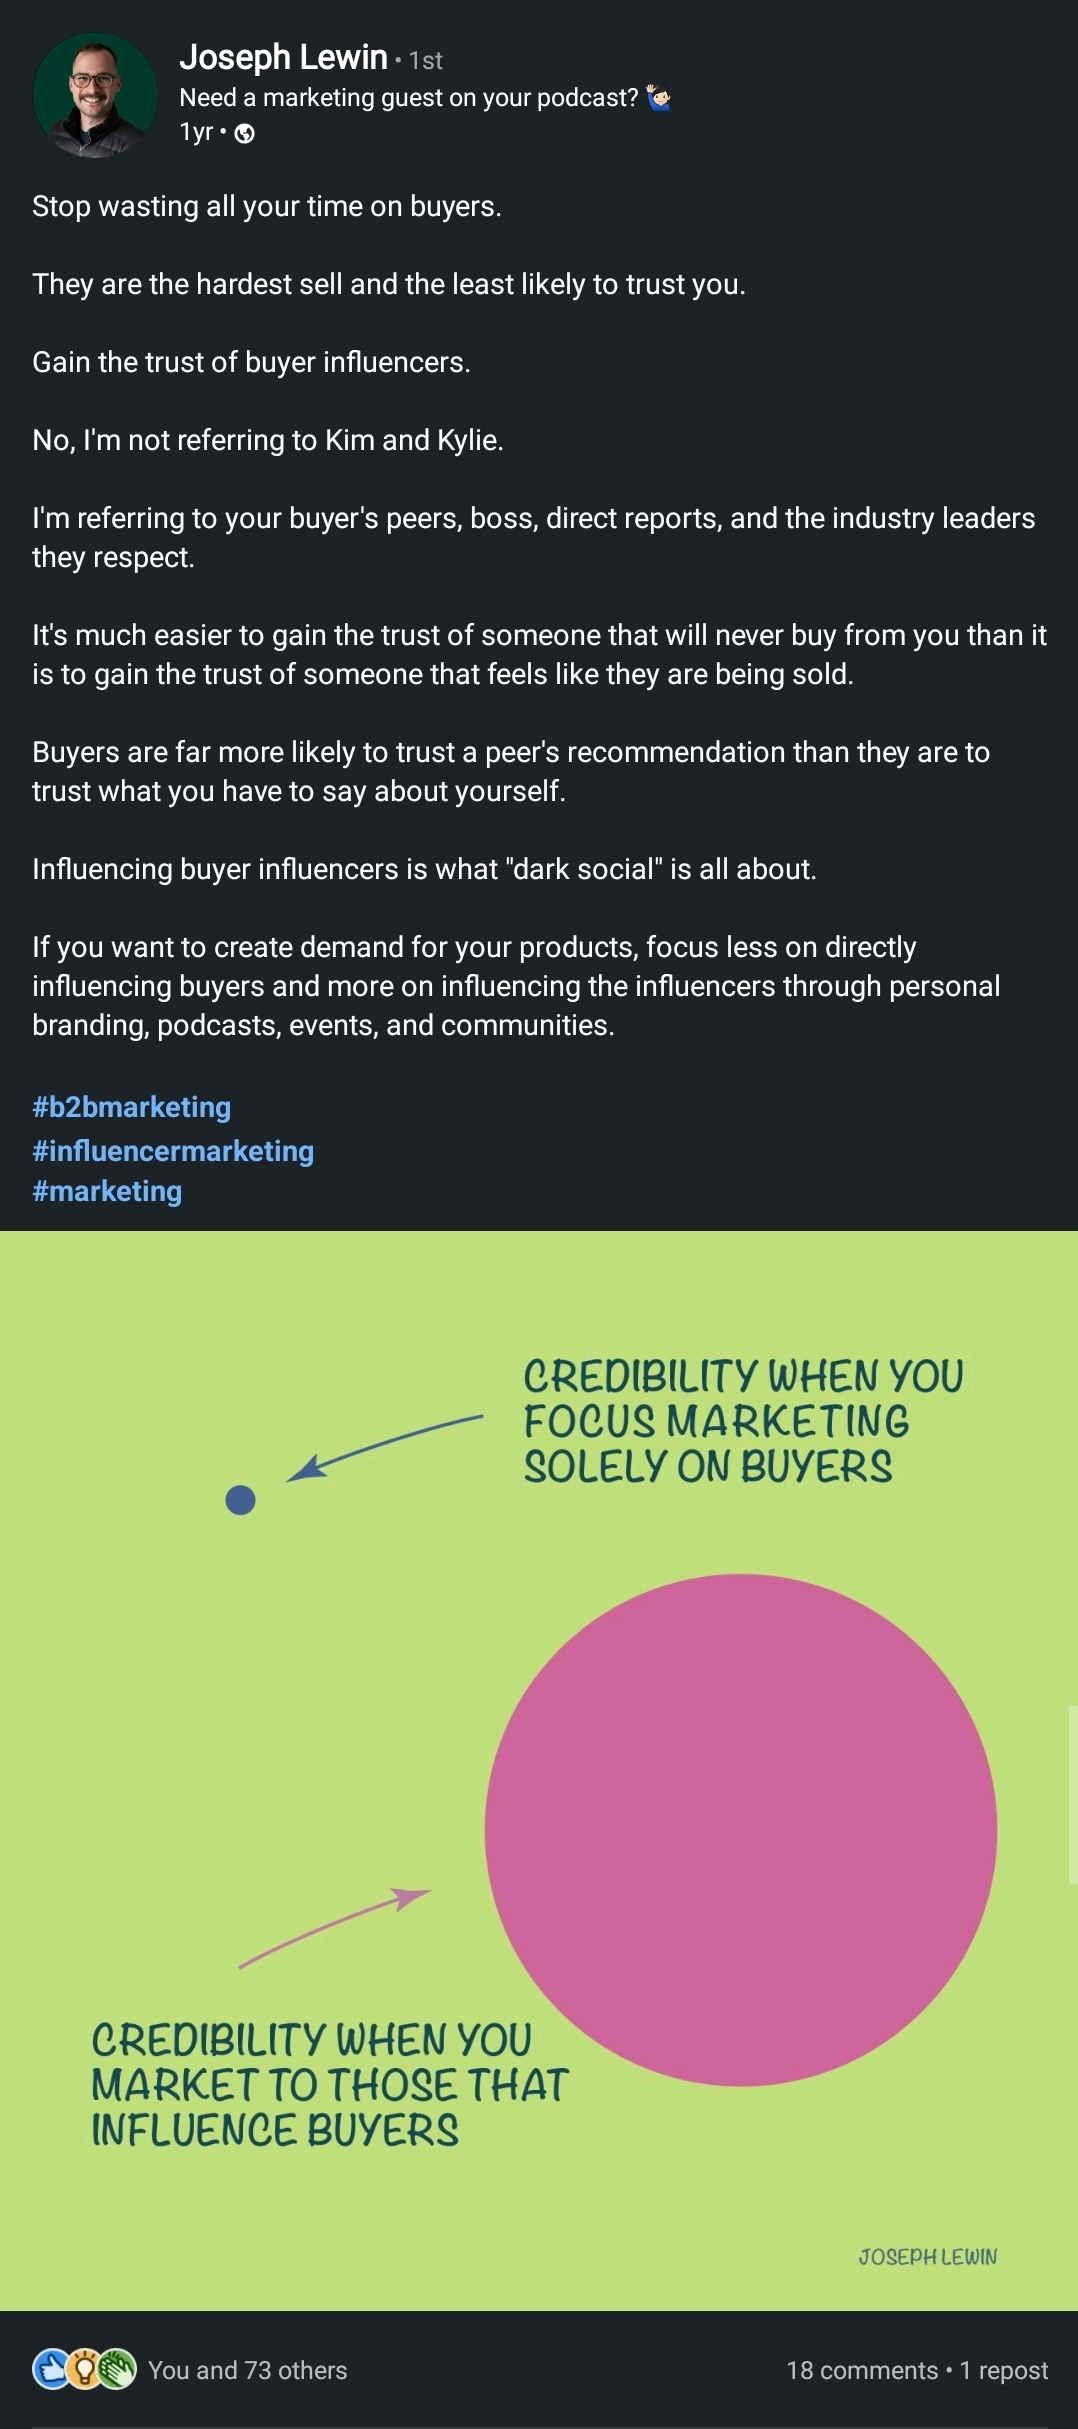 Joseph Lewin • 1st
Need a marketing guest on your podcast? 🙋🏻‍♂️
1yr •
Stop wasting all your time on buyers.
They are the hardest sell and the least likely to trust you.
Gain the trust of buyer influencers.
No, I'm not referring to Kim and Kylie.
I'm referring to your buyer's peers, boss, direct reports, and the industry leaders
they respect.
It's much easier to gain the trust of someone that will never buy from you than it
is to gain the trust of someone that feels like they are being sold.
Buyers are far more likely to trust a peer's recommendation than they are to
trust what you have to say about yourself.
Influencing buyer influencers is what "dark social" is all about.
If you want to create demand for your products, focus less on directly
influencing buyers and more on influencing the influencers through personal
branding, podcasts, events, and communities.
#b2bmarketing
#influencermarketing
#marketing
CREDIBILITY WHEN YOU
FOCUS MARKETING
SOLELY ON BUYERS
CREDIBILITY WHEN YOU
MARKET TO THOSE THAT
INFLUENCE BUYERS
JOSEPH LEWIN
You and 73 others
18 comments • 1 repost